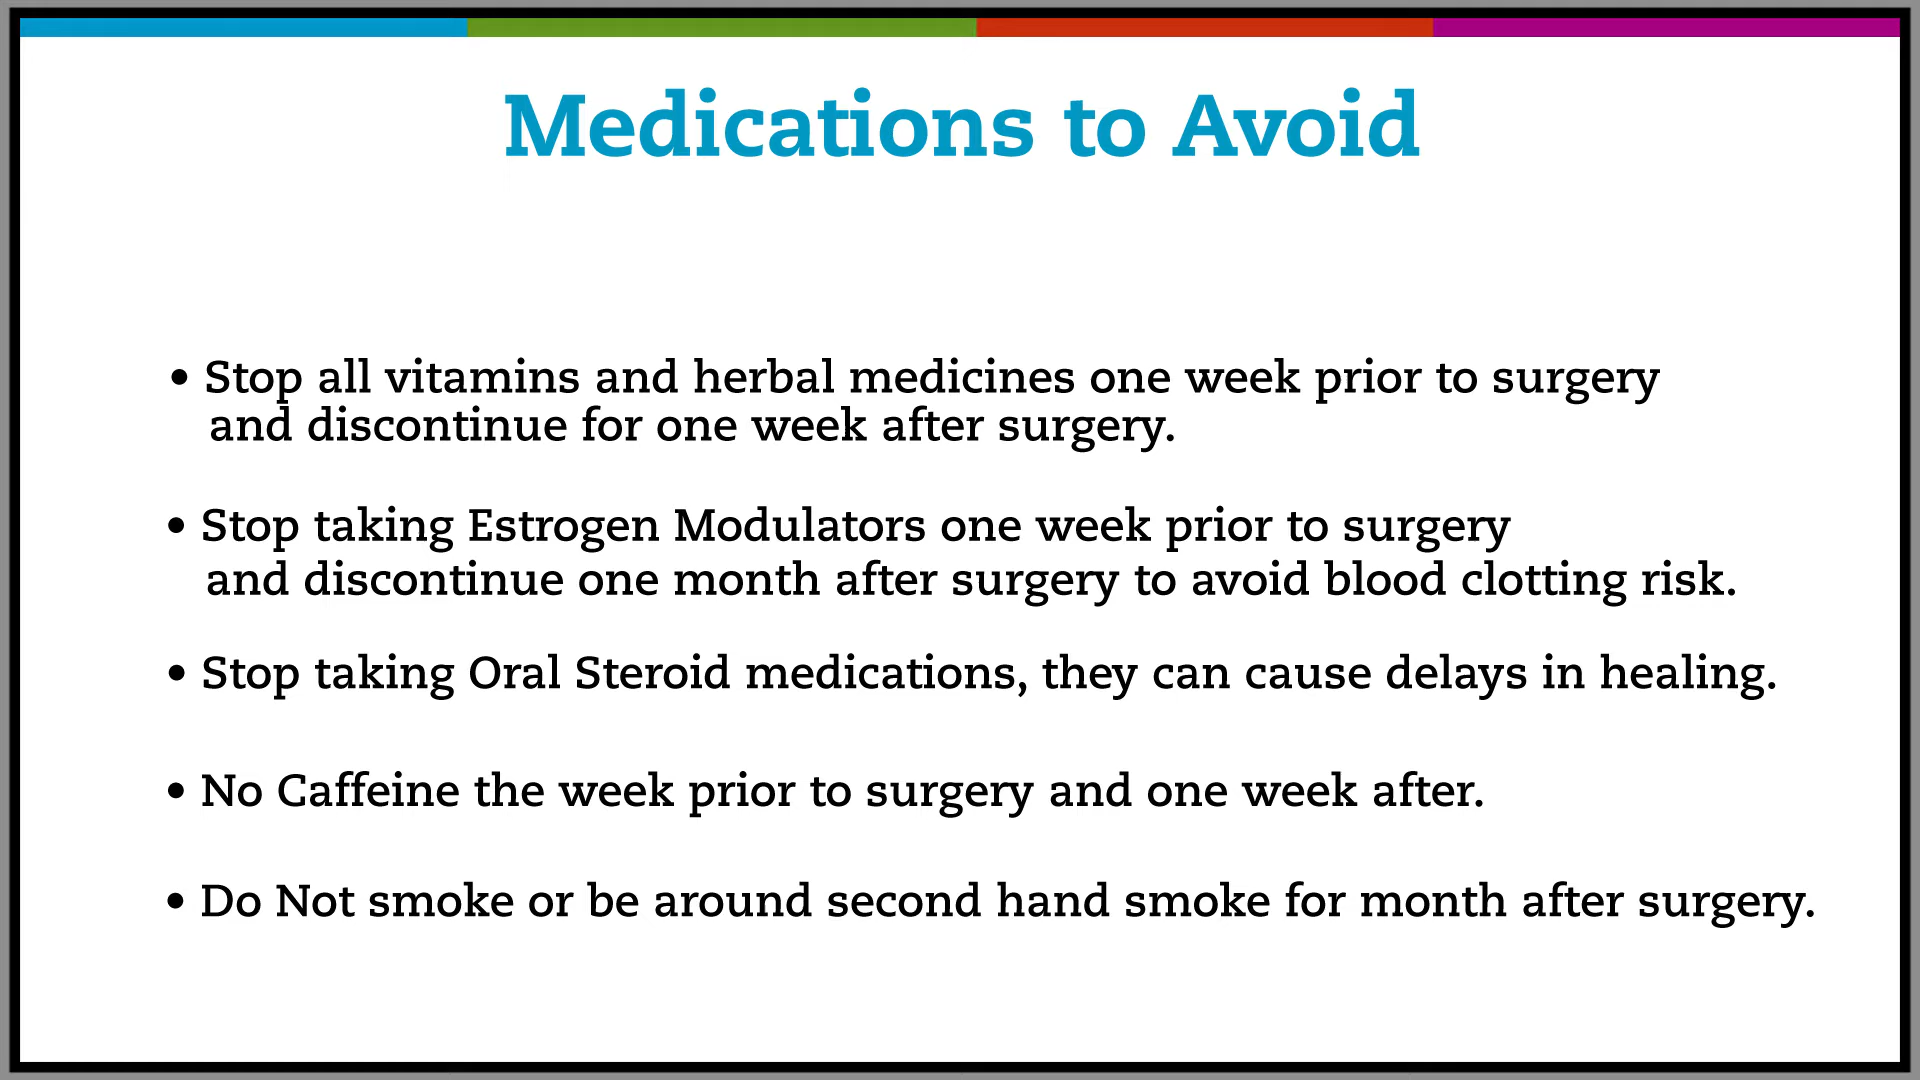 Medications to Avoid
• Stop all vitamins and herbal medicines one week prior to surgery
and discontinue for one week after surgery.
• Stop taking Estrogen Modulators one week prior to surgery
and discontinue one month after surgery to avoid blood clotting risk.
• Stop taking Oral Steroid medications, they can cause delays in healing.
• No Caffeine the week prior to surgery and one week after.
• Do Not smoke or be around second hand smoke for month after surgery.